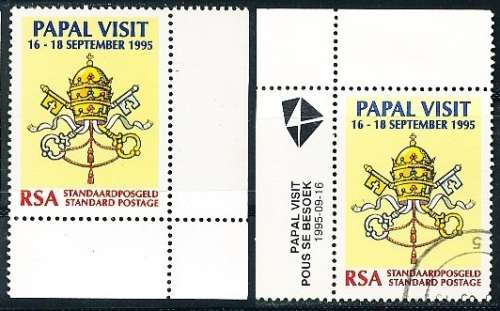 PAPAL VISIT
16 - 18 SEPTEMBER 1995
RSA STANDAARDPOSGELD
STANDARD POSTAGE
PAPAL VISIT
POUS SE BESOEK
1995-09-16
PAPAL VISIT
16 - 18 SEPTEMBER 1995
RSA STANDAARDPOSGELD
STANDARD POSTAGE